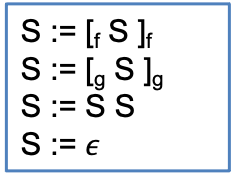 S := [f S ]f
S := [g S ]g
S := S S
S := ϵ